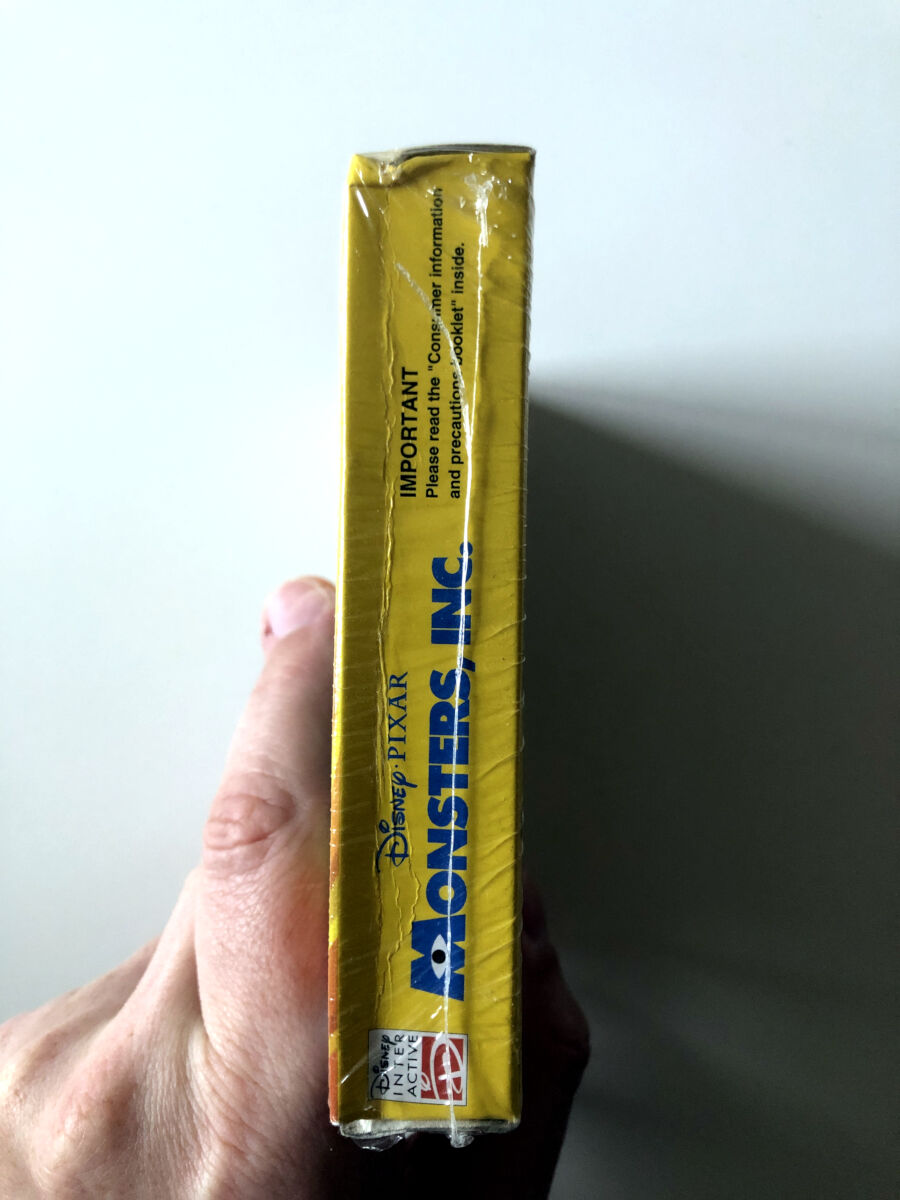 DISNEY
INTER
ACTIVE
DISNEY·PIXAR
MONSTERS, INC.
IMPORTANT
Please read the "Consumer information
and precautions booklet" inside.